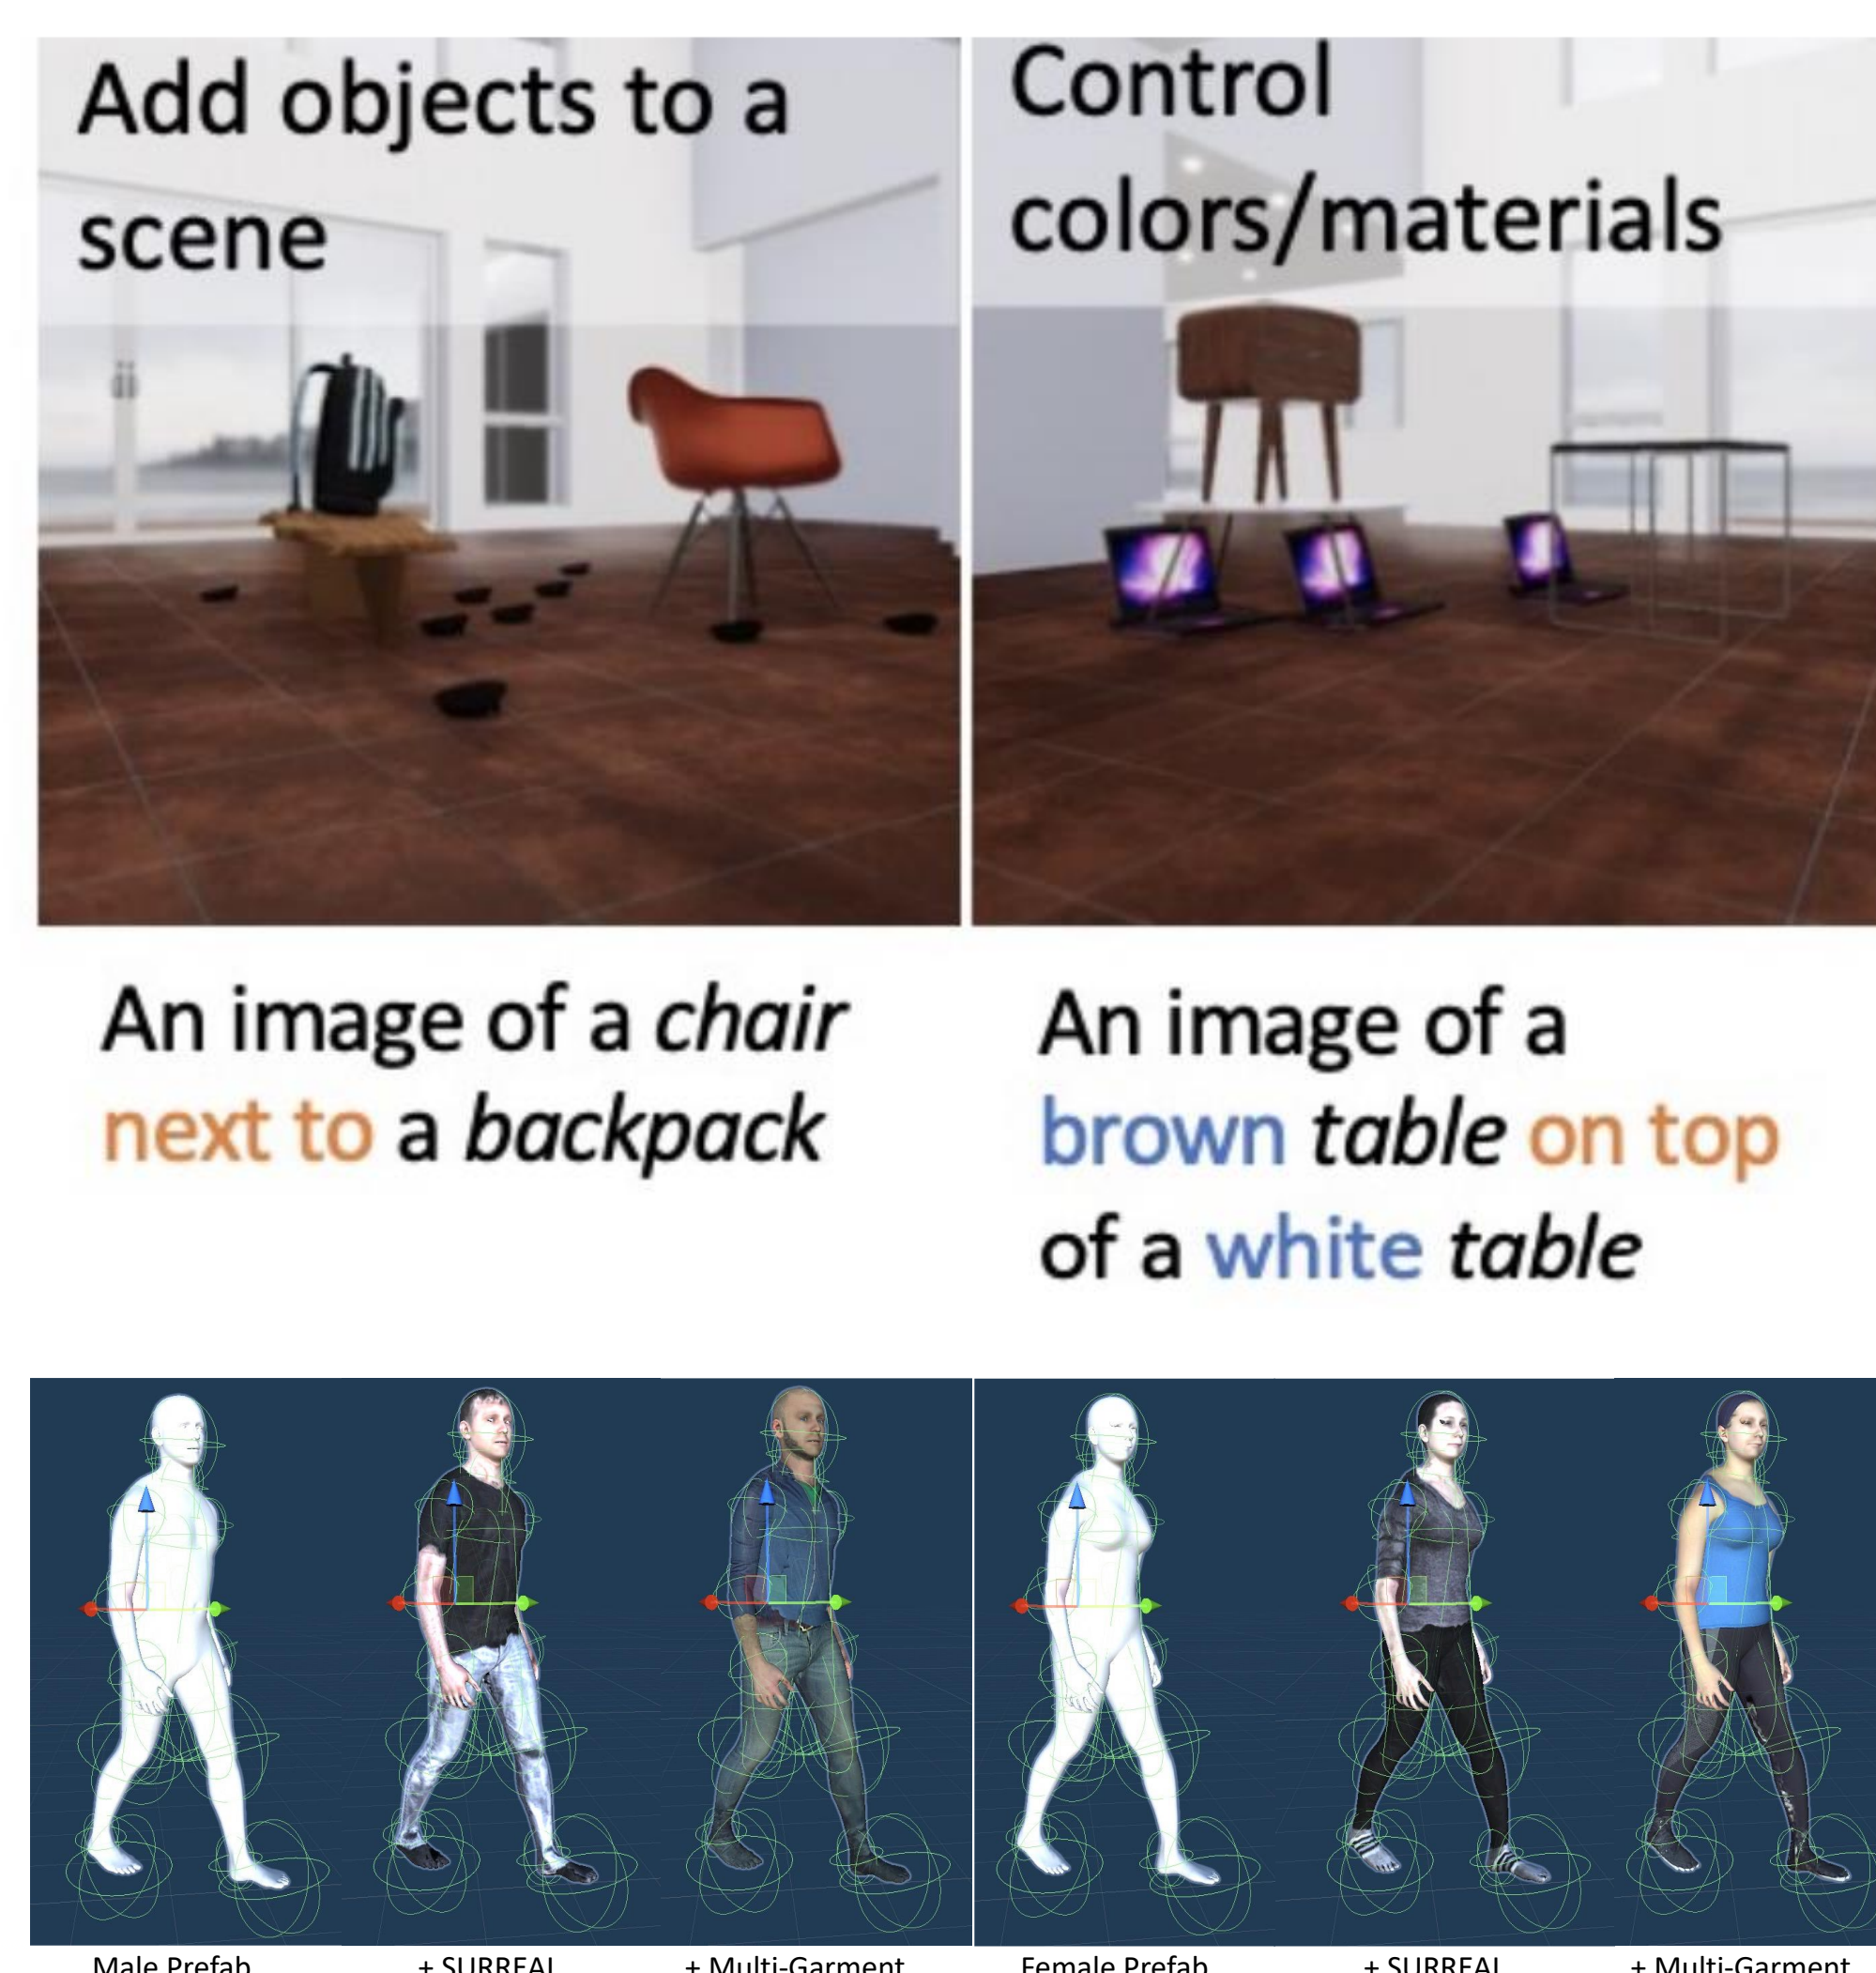 Add objects to a
scene
Control
colors/materials
An image of a chair
next to a backpack
An image of a
brown table on top
of a white table
Male Prefab
+ SURREAL
+ Multi-Garment
Female Prefab
+ SURREAL
+ Multi-Garment